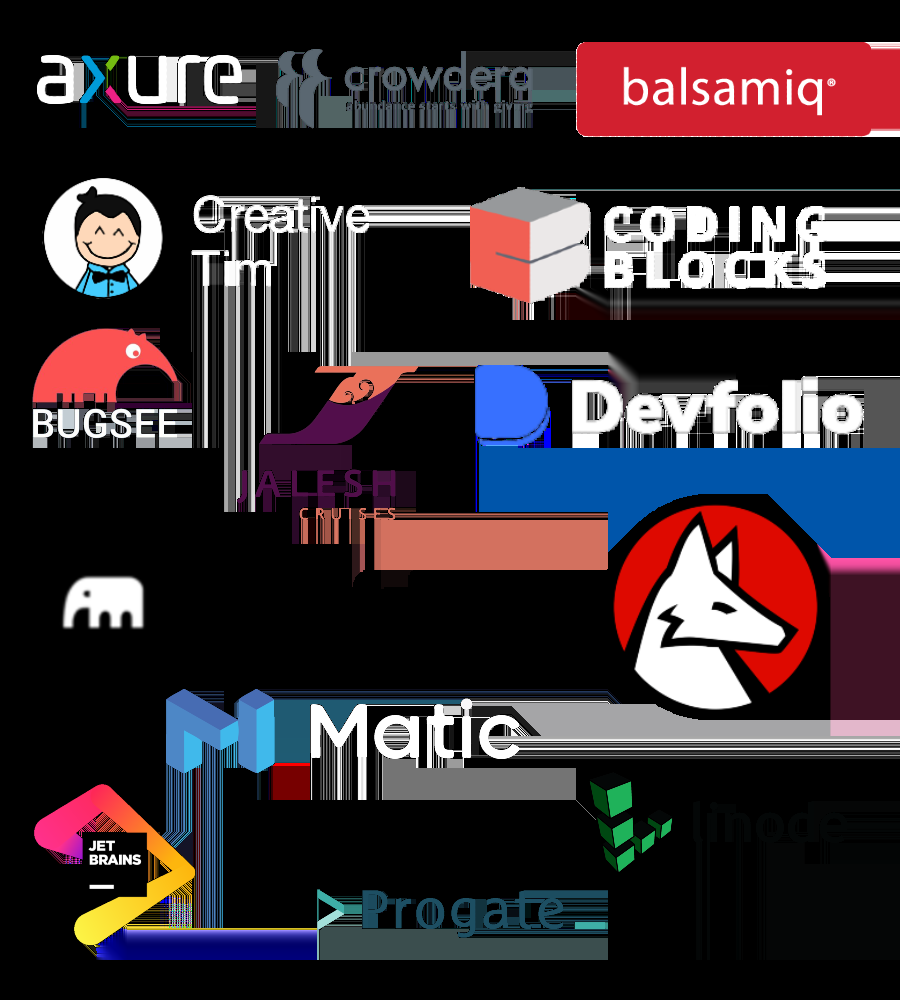 axure
crowdera
abundance starts with giving
balsamiq®
Creative
Tim
CODING
BLOCKS
BUGSEE
JALESH
CRUISES
Devfolio
Matic
JET
BRAINS
linode
Progate